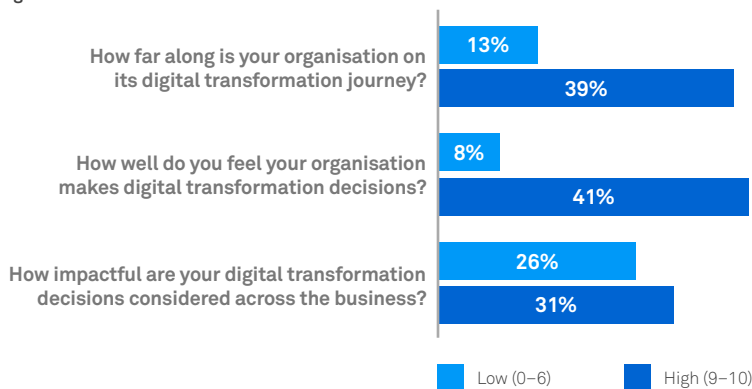 How far along is your organisation on
its digital transformation journey?
13%
39%
How well do you feel your organisation
makes digital transformation decisions?
8%
41%
How impactful are your digital transformation
decisions considered across the business?
26%
31%
Low (0–6)
High (9–10)